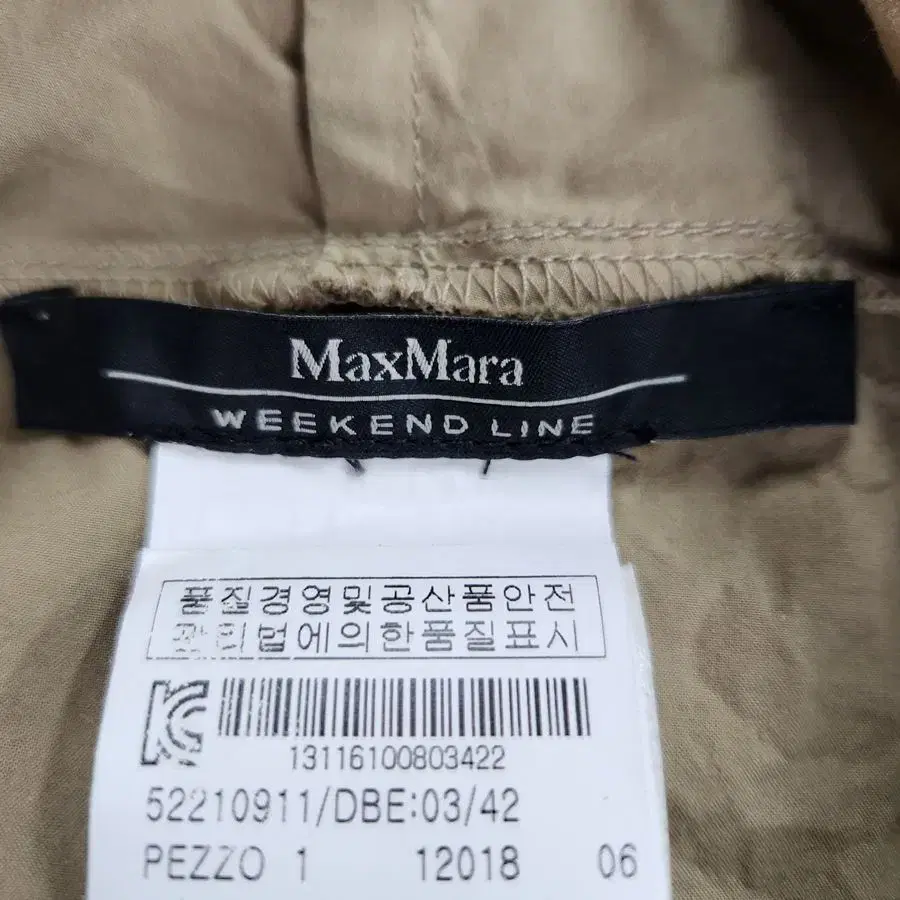 MaxMara
WEEKEND LINE
품질경영및공산품안전
관리법에의한품질표시
13116100803422
52210911/DBE:03/42
PEZZO 1 12018 06